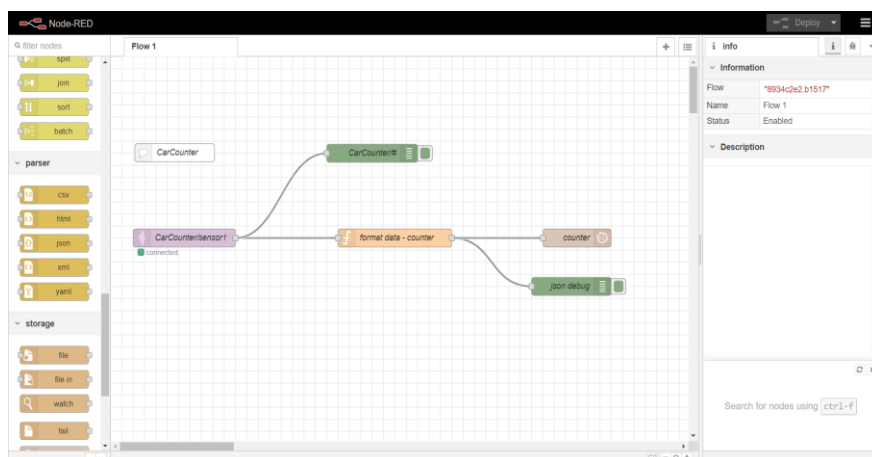 Node-RED
Deploy
filter nodes
Flow 1
info
i
split
join
sort
batch
parser
csv
html
json
xml
yaml
storage
file
file in
watch
tail
CarCounter
CarCounter/#
CarCounter/sensor1
connected
format data - counter
counter
json debug
Information
Flow "8934c2e2.b1517"
Name Flow 1
Status Enabled
Description
Search for nodes using ctrl-f